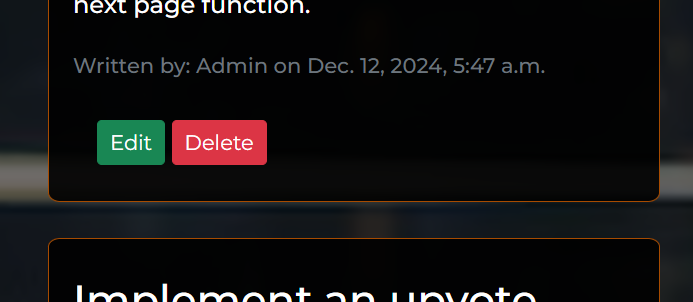 next page function.
Written by: Admin on Dec. 12, 2024, 5:47 a.m.
Edit Delete
Implement an upvote